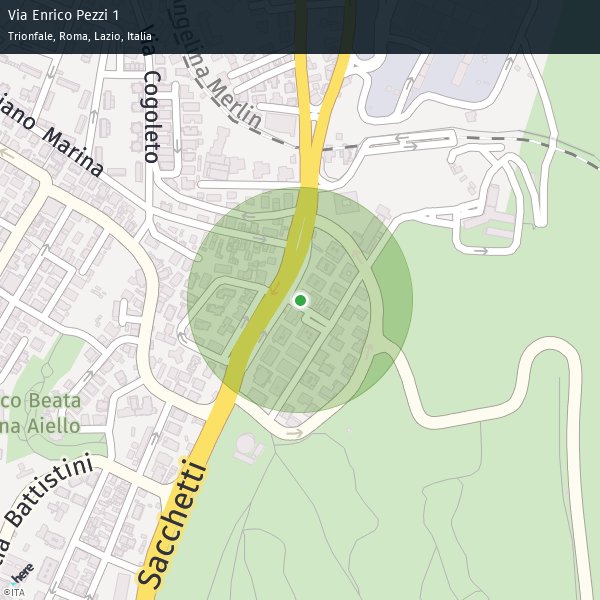 Via Enrico Pezzi 1
Trionfale, Roma, Lazio, Italia
Via Cogoleto
angelina Merlin
iano Marina
co Beata
na Aiello
ia Battistini
Sacchetti
here
©ITA